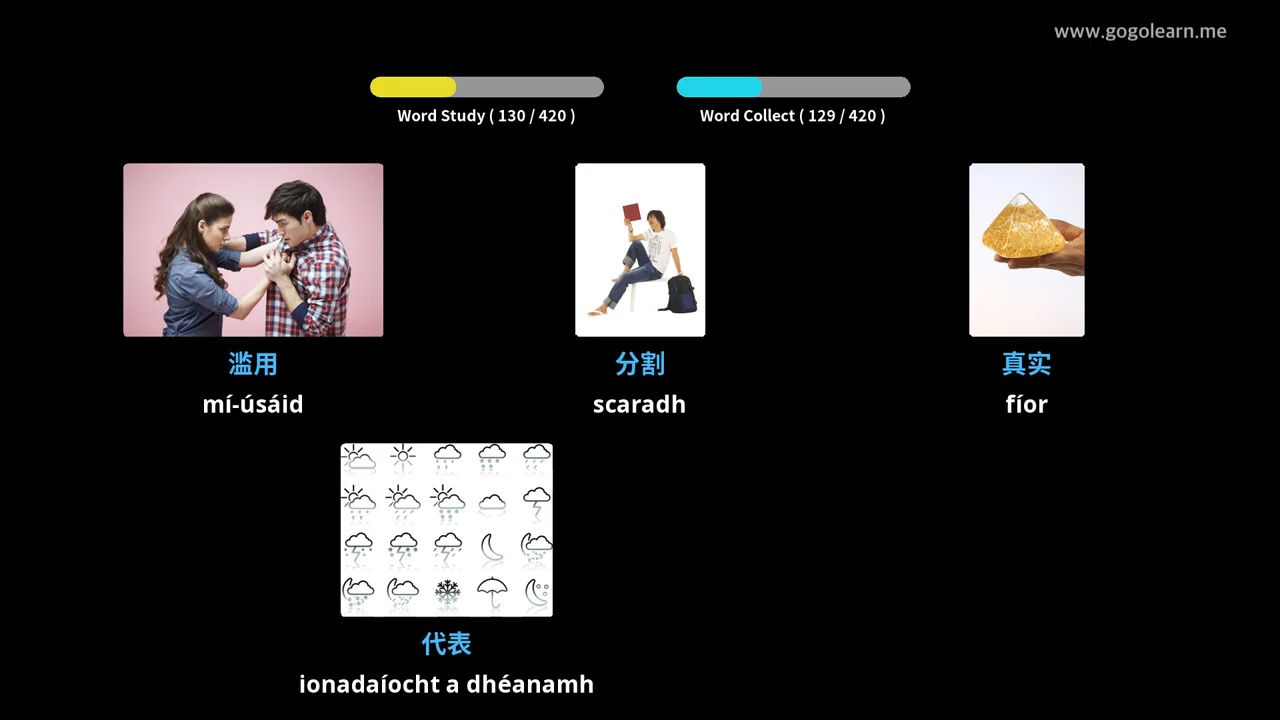 www.gogolearn.me
Word Study ( 130 / 420 )
Word Collect ( 129 / 420 )
滥用
mí-úsáid
分割
scaradh
真实
fíor
代表
ionadaíocht a dhéanamh